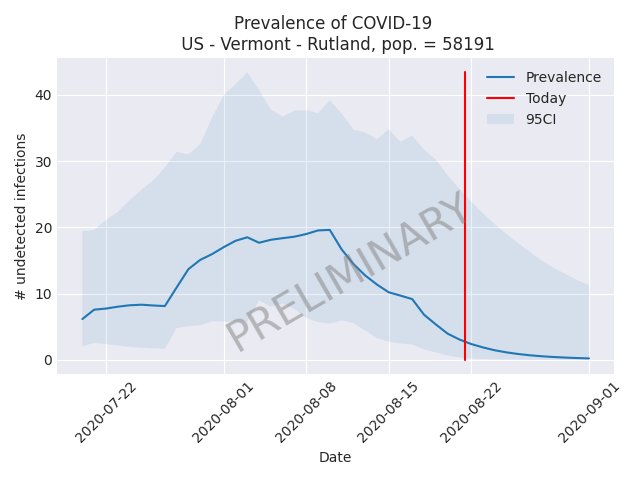 Prevalence of COVID-19
US - Vermont - Rutland, pop. = 58191
Prevalence
Today
95CI
# undetected infections
40
30
20
10
0
PRELIMINARY
2020-07-22
2020-08-01
2020-08-08
2020-08-15
2020-08-22
2020-09-01
Date